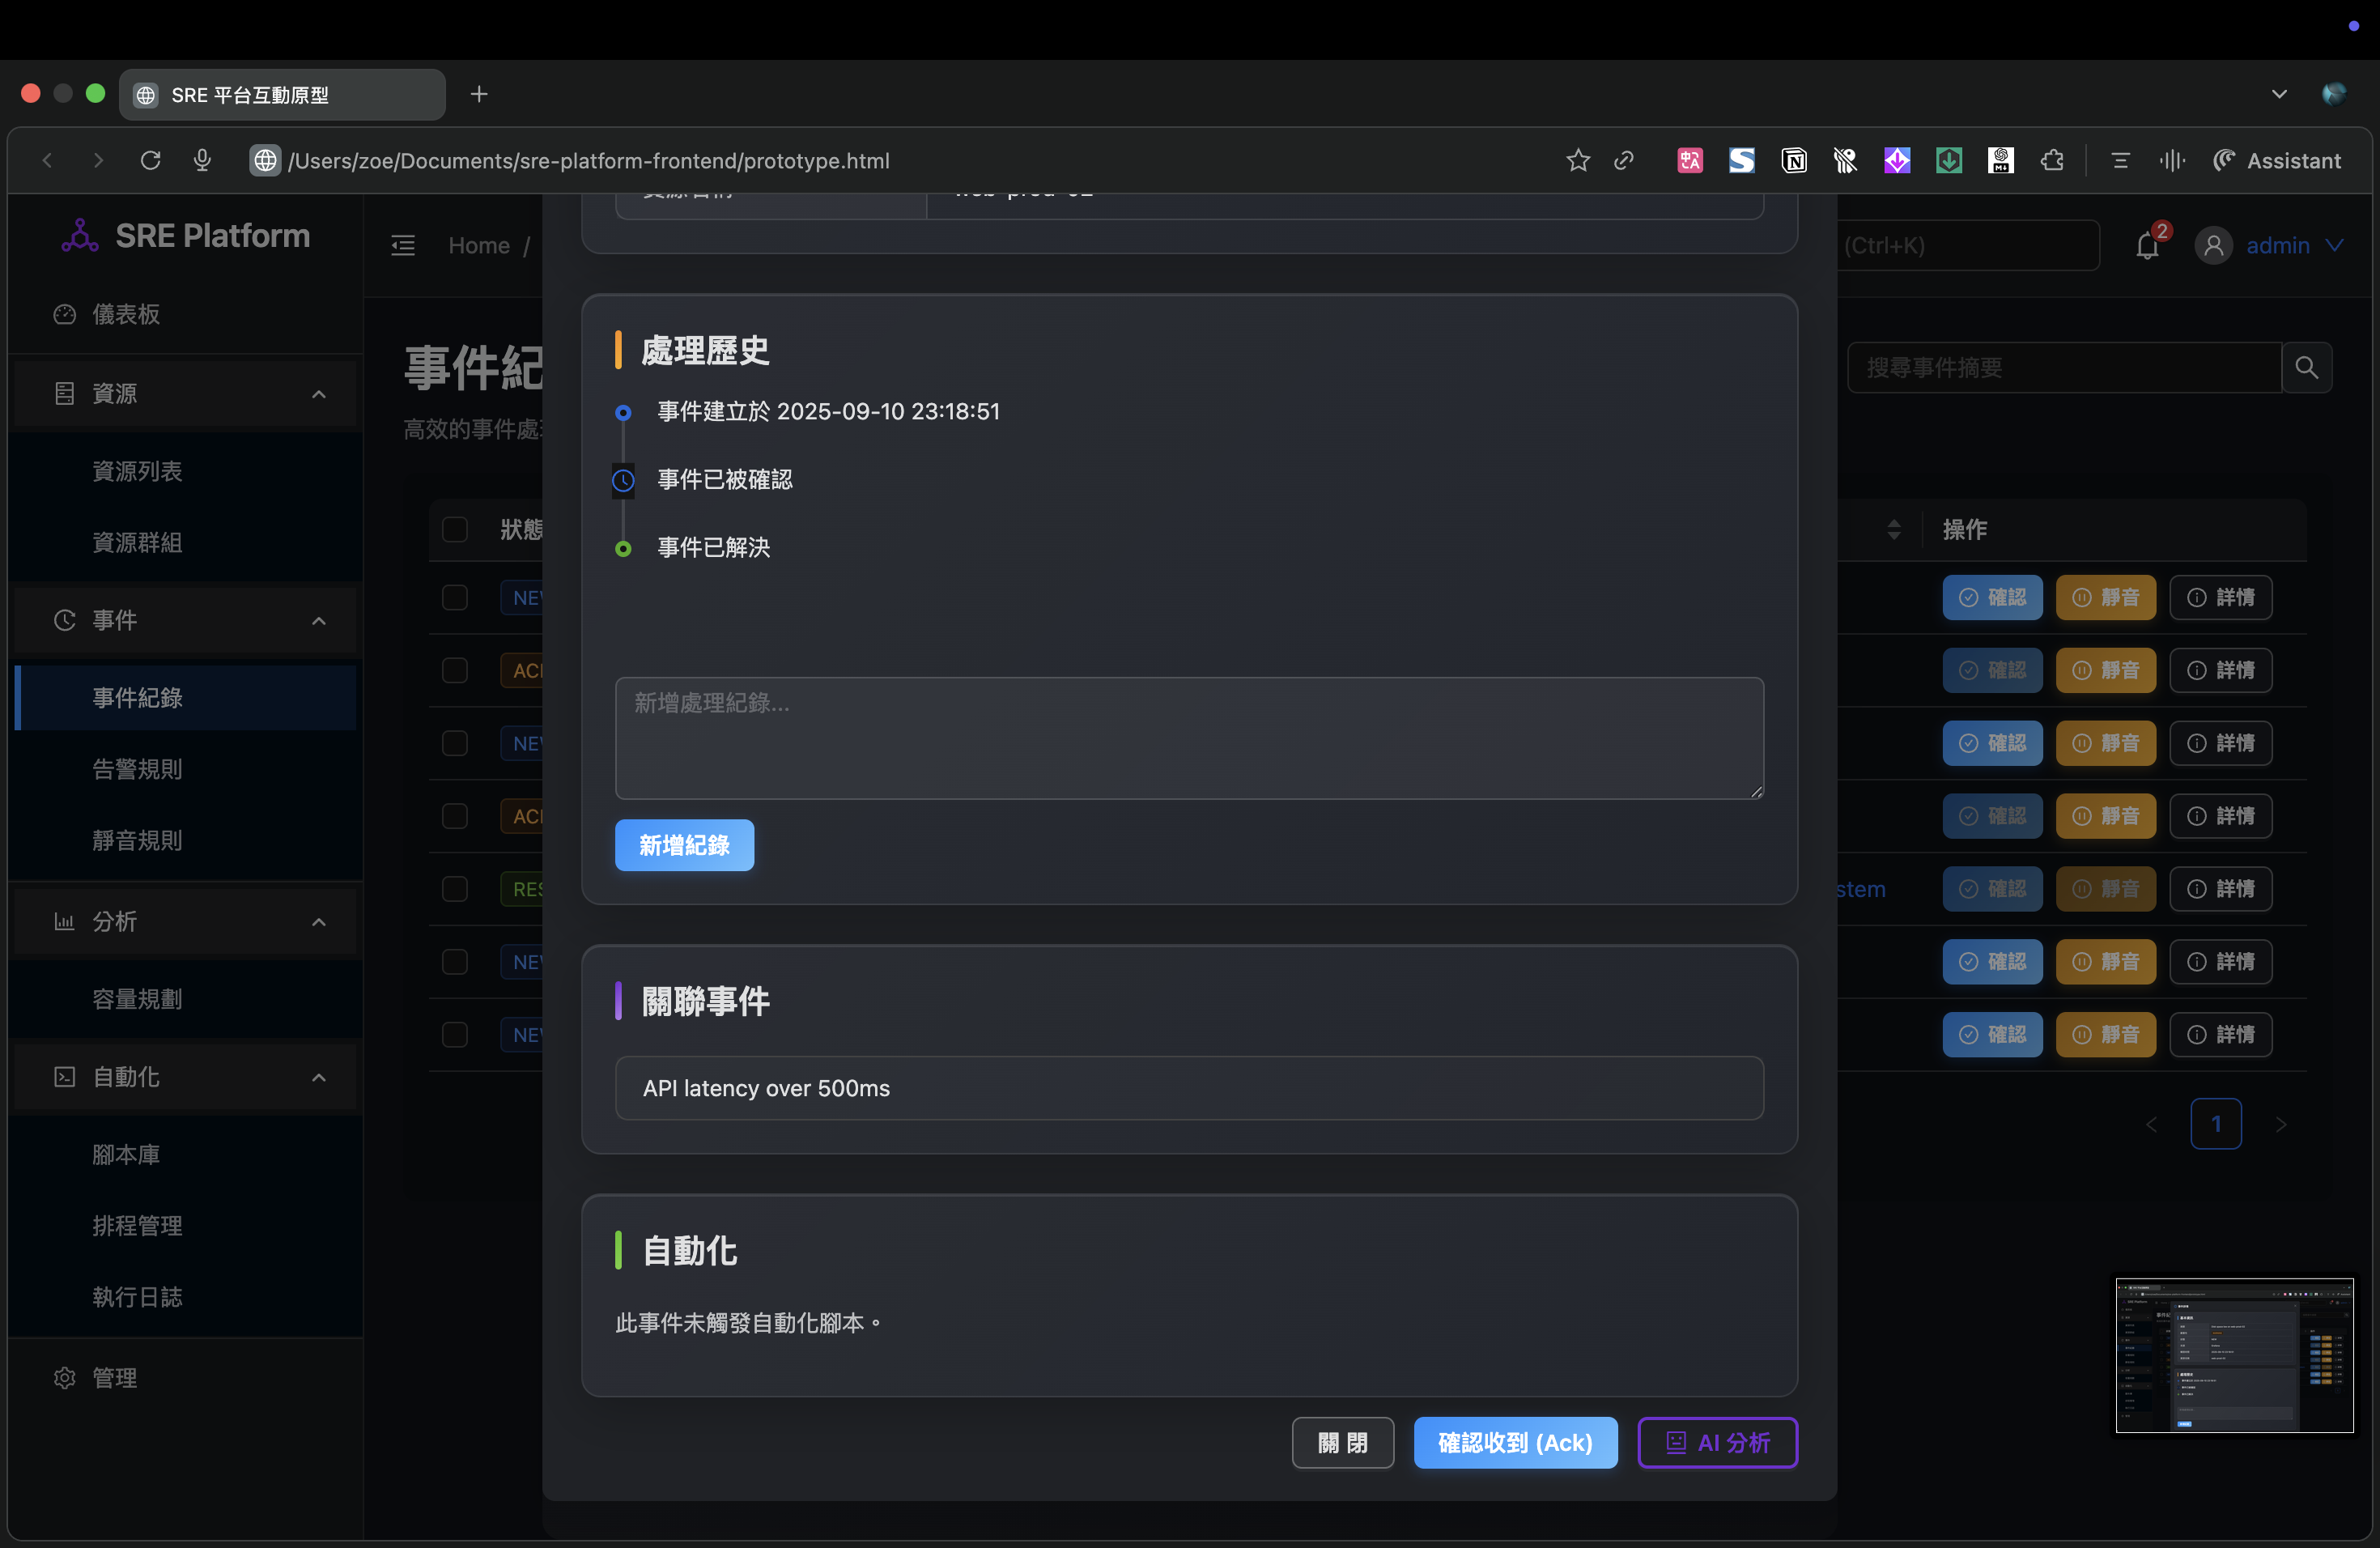 SRE 平台互動原型
/Users/zoe/Documents/sre-platform-frontend/prototype.html
Assistant
SRE Platform
Home /
(Ctrl+K)
2
admin
儀表板
資源
資源列表
資源群組
事件
事件紀錄
告警規則
靜音規則
分析
容量規劃
自動化
腳本庫
排程管理
執行日誌
管理
事件紀
高效的事件處
搜尋事件摘要
狀態
操作
NEW
確認 靜音 詳情
ACK
確認 靜音 詳情
NEW
確認 靜音 詳情
ACK
確認 靜音 詳情
RES
stem
確認 靜音 詳情
NEW
確認 靜音 詳情
NEW
確認 靜音 詳情
1
處理歷史
事件建立於 2025-09-10 23:18:51
事件已被確認
事件已解決
新增處理紀錄...
新增紀錄
關聯事件
API latency over 500ms
自動化
此事件未觸發自動化腳本。
關 閉
確認收到 (Ack)
AI 分析